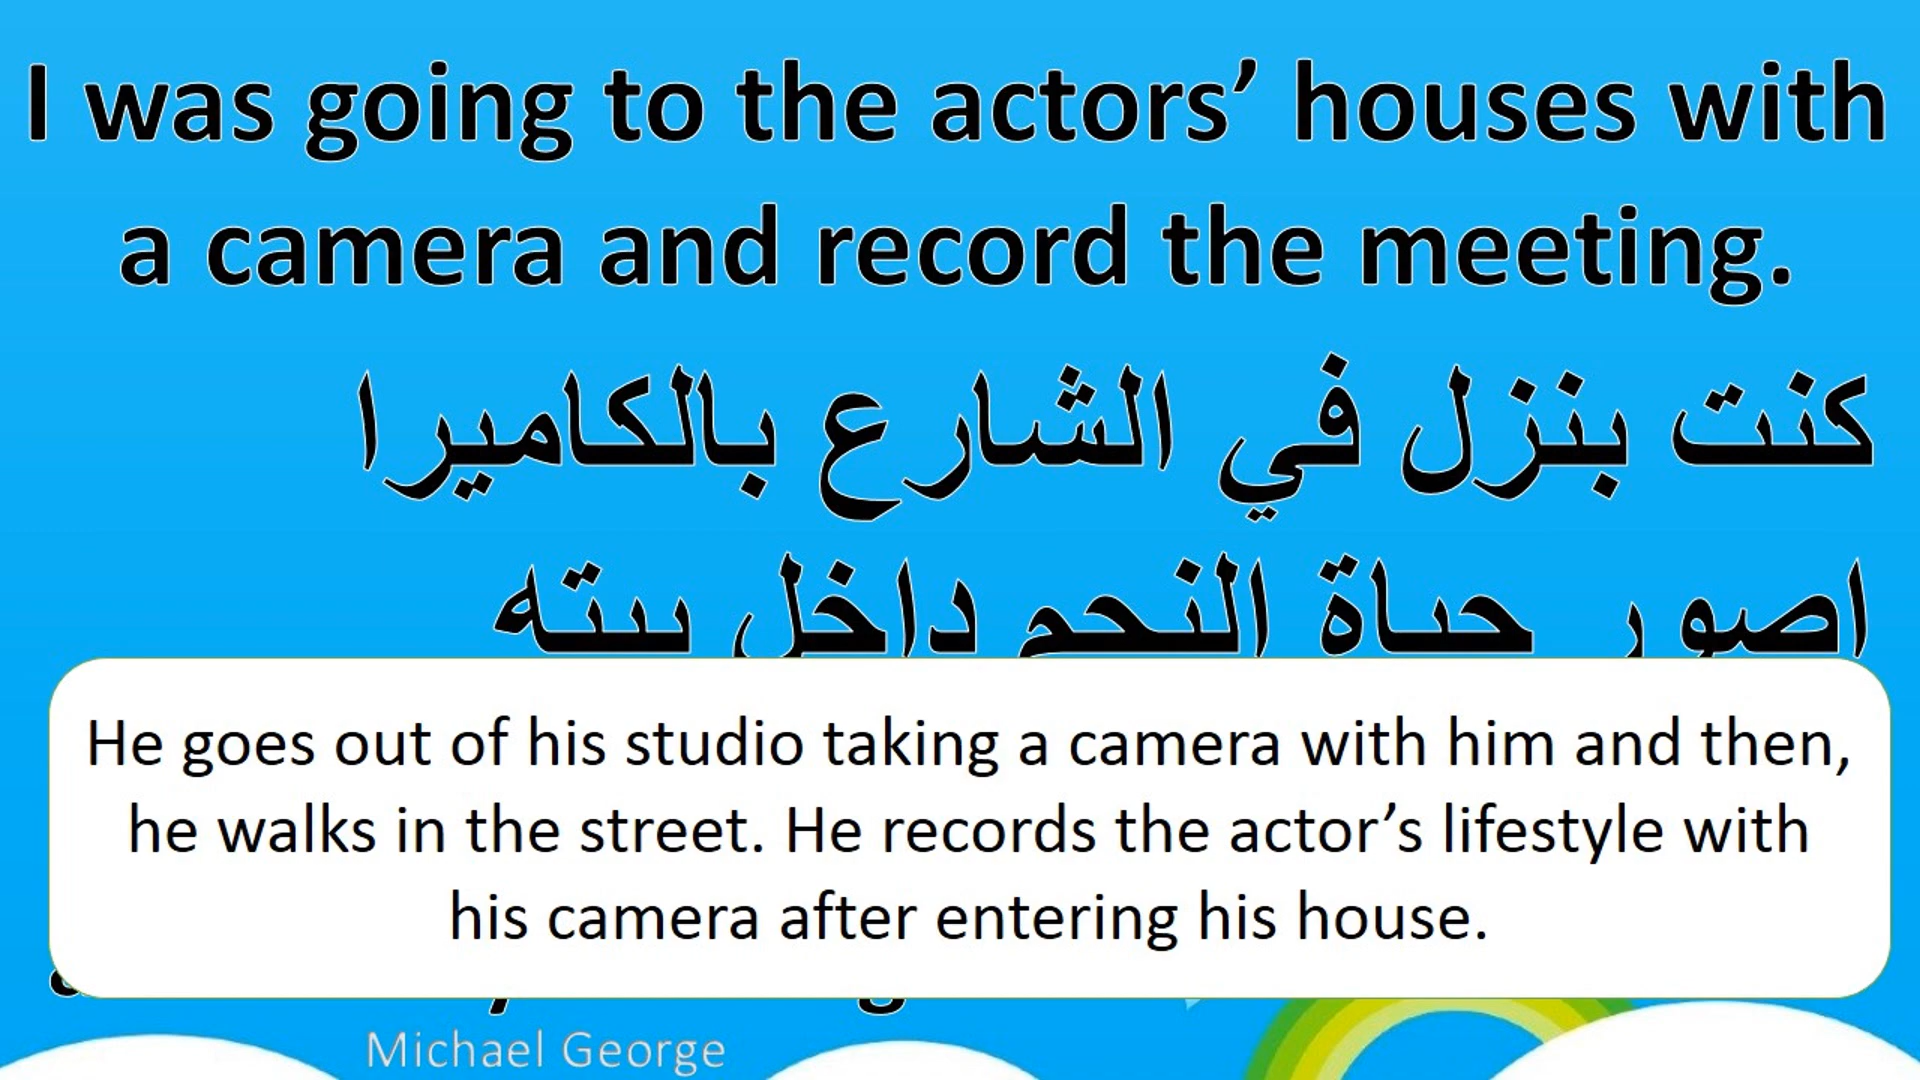 I was going to the actors’ houses with
a camera and record the meeting.
كنت بنزل في الشارع بالكاميرا
اصور حياة النجم داخل بيته
He goes out of his studio taking a camera with him and then,
he walks in the street. He records the actor’s lifestyle with
his camera after entering his house.
Michael George